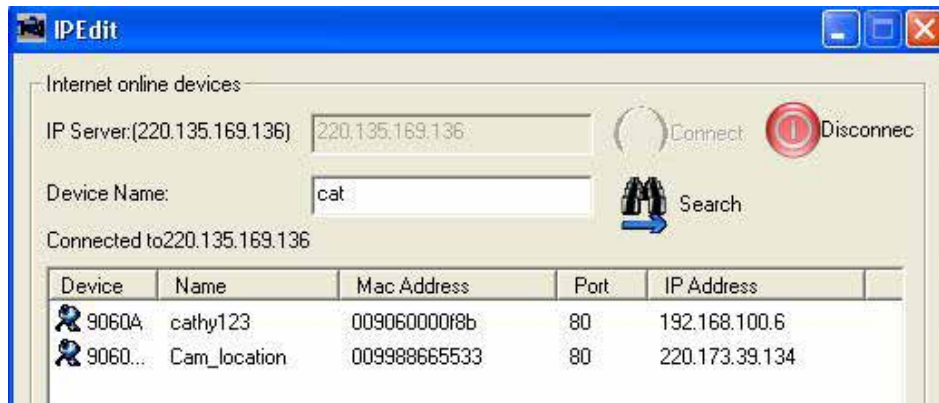 IPEdit
Internet online devices
IP Server:(220.135.169.136) 220.135.169.136 Connect Disconnec
Device Name: cat Search
Connected to220.135.169.136
Device Name Mac Address Port IP Address
9060A cathy123 009060000f8b 80 192.168.100.6
9060... Cam_location 009988665533 80 220.173.39.134